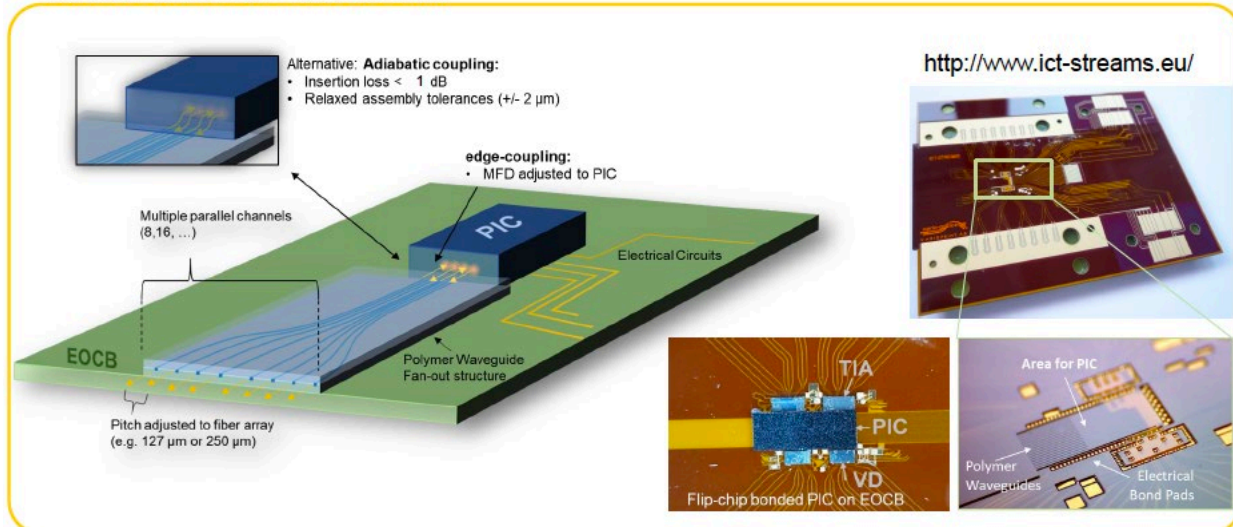 Alternative: Adiabatic coupling:
• Insertion loss < 1 dB
• Relaxed assembly tolerances (+/- 2 µm)
http://www.ict-streams.eu/
edge-coupling:
• MFD adjusted to PIC
Multiple parallel channels
(8,16, …)
PIC
Electrical Circuits
EOCB
Polymer Waveguide
Fan-out structure
Pitch adjusted to fiber array
(e.g. 127 µm or 250 µm)
TIA
PIC
VD
Flip-chip bonded PIC on EOCB
Area for PIC
Polymer
Waveguides
Electrical
Bond Pads